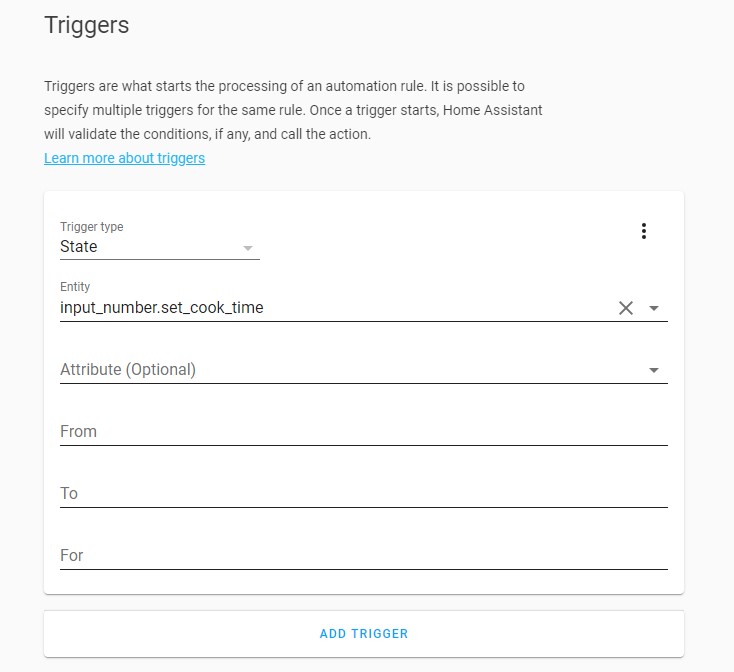 Triggers
Triggers are what starts the processing of an automation rule. It is possible to
specify multiple triggers for the same rule. Once a trigger starts, Home Assistant
will validate the conditions, if any, and call the action.
Learn more about triggers
Trigger type
State
Entity
input_number.set_cook_time
Attribute (Optional)
From
To
For
ADD TRIGGER